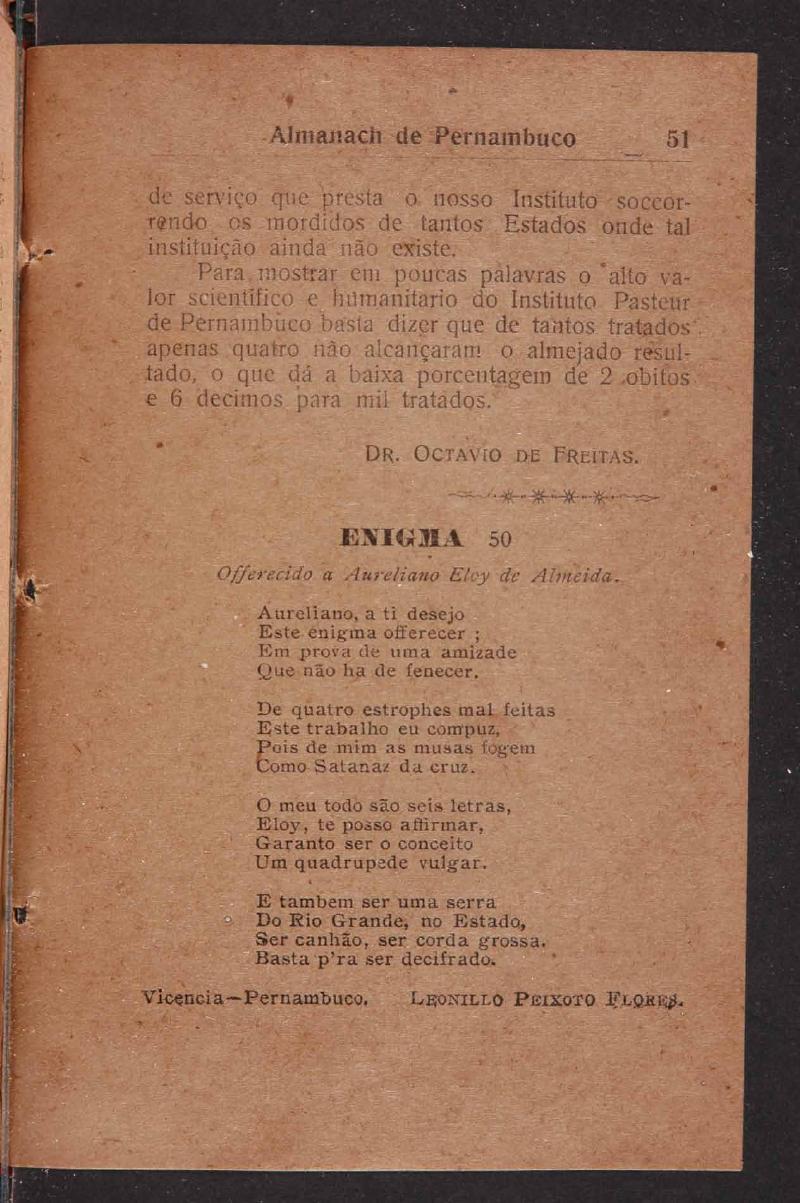 Almanach de Pernambuco 51
de serviço que presta o nosso Instituto soccor-
rendo os mordidos de tantos Estados onde tal
instituição ainda não existe.
Para mostrar em poucas palavras o alto va-
lor scientifico e humanitario do Instituto Pasteur
de Pernambuco basta dizer que de tantos tratados
apenas quatro não alcançaram o almejado resul-
tado, o que dá a baixa porcentagem de 2 obitos
e 6 decimos para mil tratados.
DR. OCTAVIO DE FREITAS.
ENIGMA 50
Offerecido a Aureliano Eloy de Almeida.
Aureliano, a ti desejo
Este enigma offerecer ;
Em prova de uma amizade
Que não ha de fenecer.
De quatro estrophes mal feitas
Este trabalho eu compuz,
Pois de mim as musas fogem
Como Satanaz da cruz.
O meu todo são seis letras,
Eloy, te posso affirmar,
Garanto ser o conceito
Um quadrupede vulgar.
E tambem ser uma serra
Do Rio Grande, no Estado,
Ser canhão, ser corda grossa.
Basta p'ra ser decifrado.
Vicencia—Pernambuco. LEONILLO PEIXOTO FLORES.